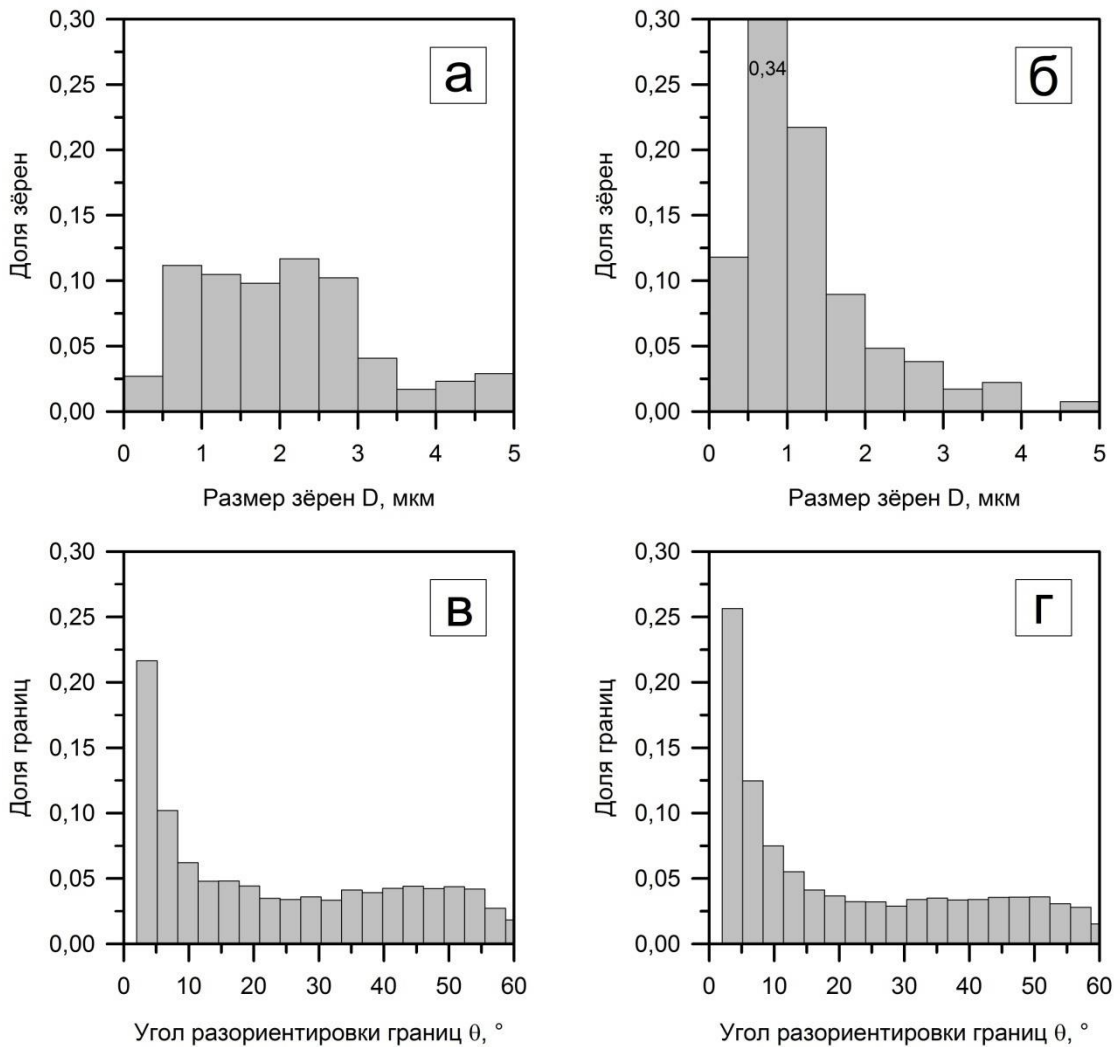 0,30
0,25
0,20
0,15
0,10
0,05
0,00
Доля зёрен
а
0 1 2 3 4 5
Размер зёрен D, мкм
0,30
0,25
0,20
0,15
0,10
0,05
0,00
Доля зёрен
0,34
б
0 1 2 3 4 5
Размер зёрен D, мкм
0,30
0,25
0,20
0,15
0,10
0,05
0,00
Доля границ
в
0 10 20 30 40 50 60
Угол разориентировки границ θ, °
0,30
0,25
0,20
0,15
0,10
0,05
0,00
Доля границ
г
0 10 20 30 40 50 60
Угол разориентировки границ θ, °